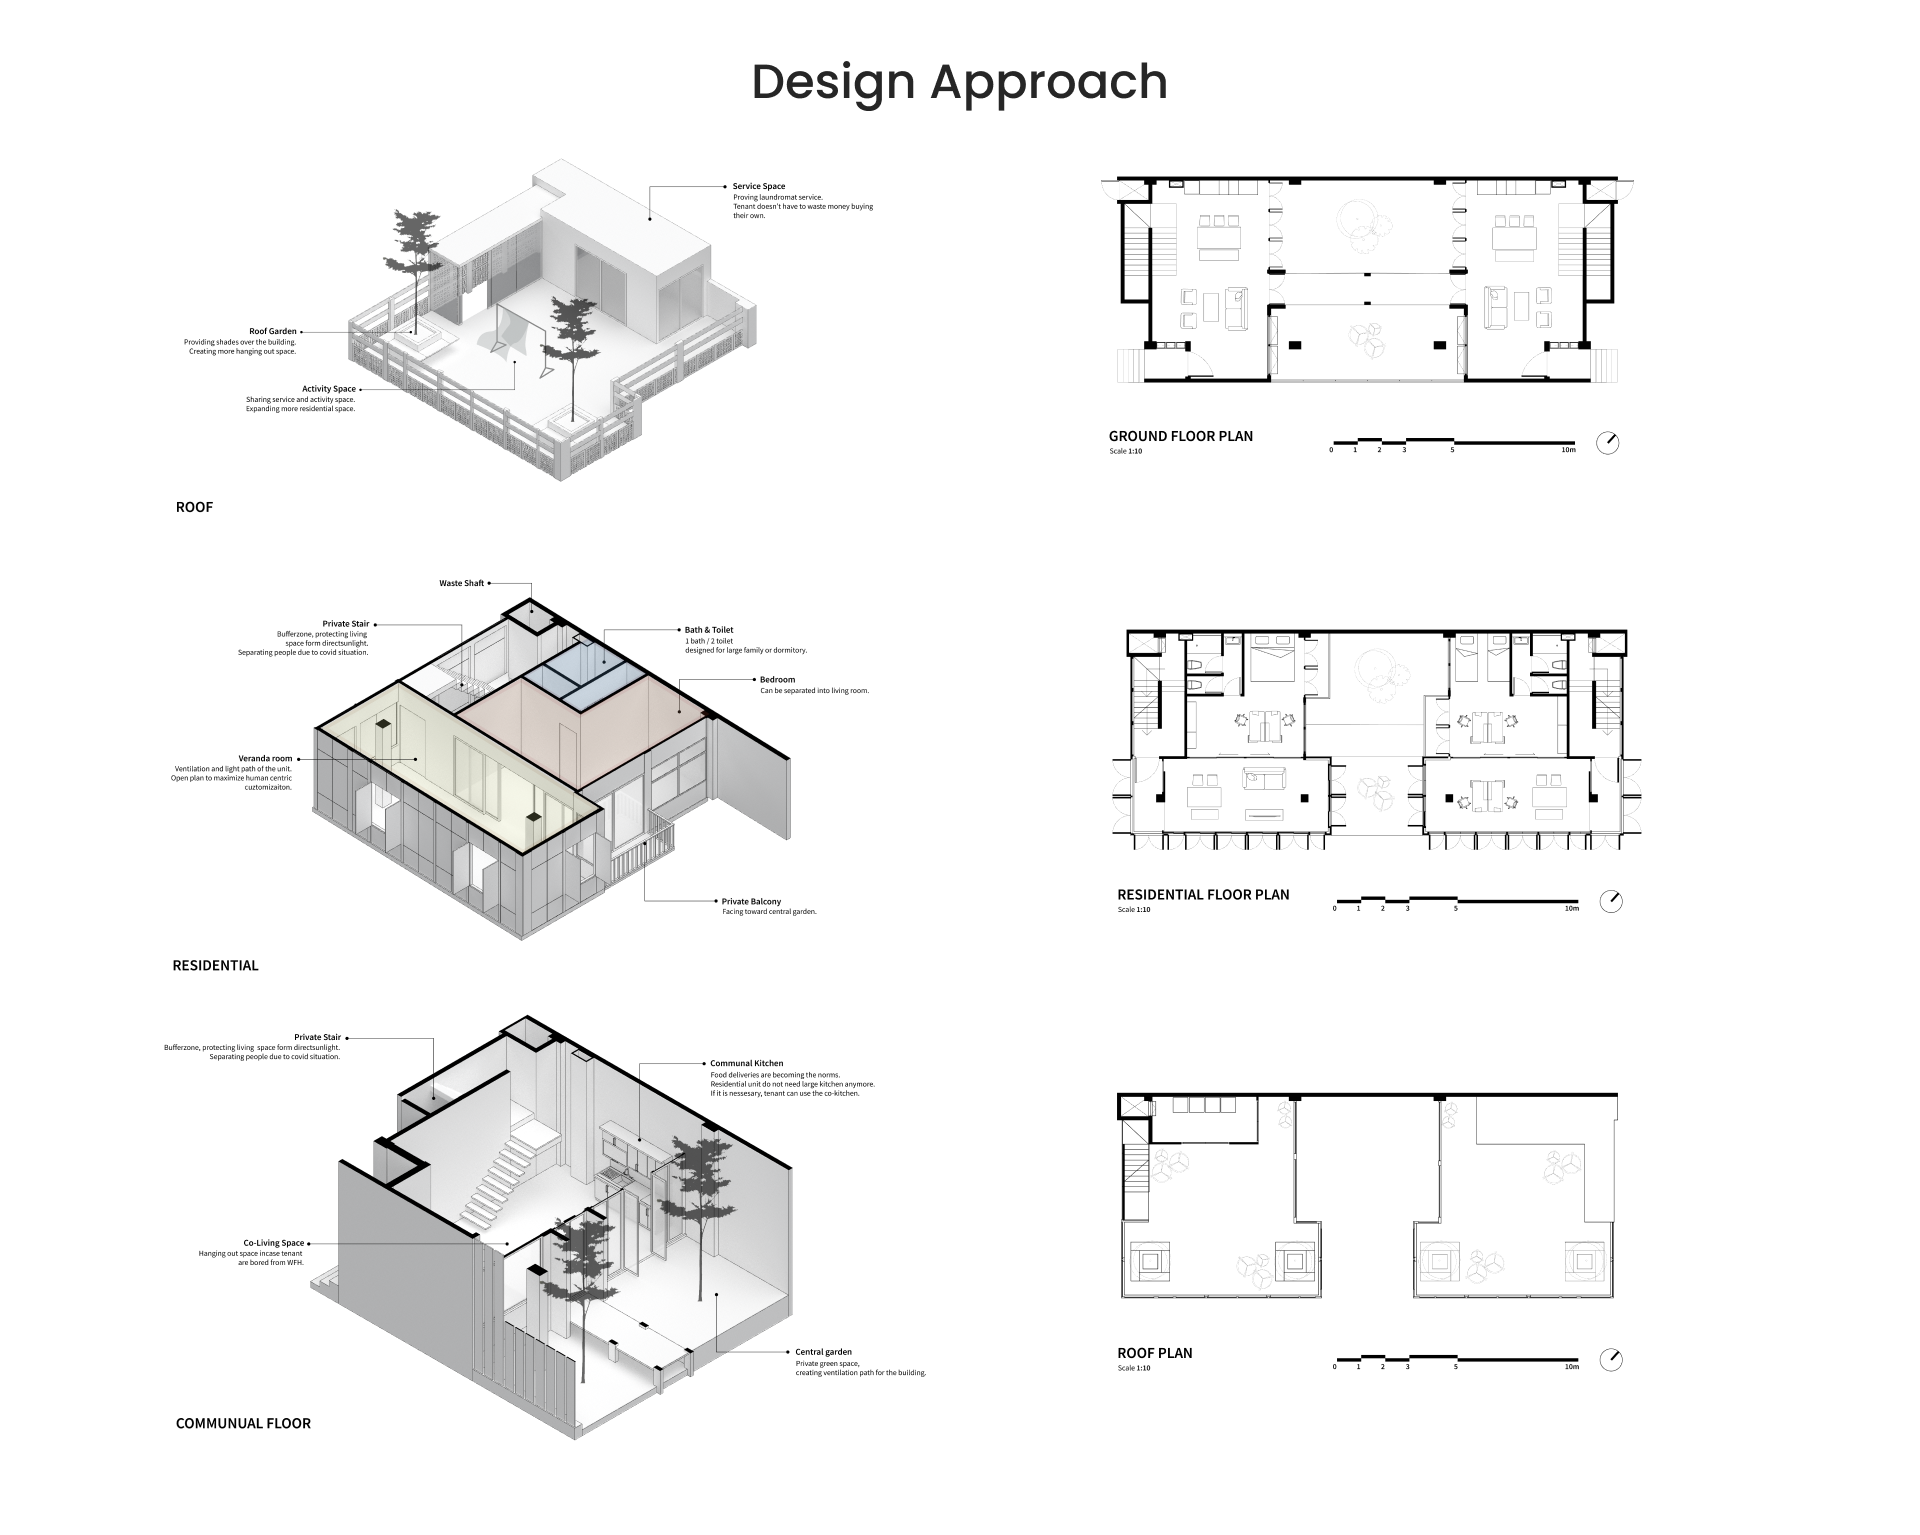 Design Approach
Service Space
Proving laundromat service.
Tenant doesn't have to waste money buying
their own.
Roof Garden
Providing shades over the building.
Creating more hanging out space.
Activity Space
Sharing service and activity space.
Expanding more residential space.
ROOF
GROUND FLOOR PLAN
Scale 1:10
0 1 2 3 5 10m
Waste Shaft
Private Stair
Bufferzone, protecting living
space form directsunlight.
Separating people due to covid situation.
Bath & Toilet
1 bath / 2 toilet
designed for large family or dormitory.
Bedroom
Can be separated into living room.
Veranda room
Ventilation and light path of the unit.
Open plan to maximize human centric
cuztomizaiton.
Private Balcony
Facing toward central garden.
RESIDENTIAL
RESIDENTIAL FLOOR PLAN
Scale 1:10
0 1 2 3 5 10m
Private Stair
Bufferzone, protecting living space form directsunlight.
Separating people due to covid situation.
Communal Kitchen
Food deliveries are becoming the norms.
Residential unit do not need large kitchen anymore.
If it is nessesary, tenant can use the co-kitchen.
Co-Living Space
Hanging out space incase tenant
are bored from WFH.
Central garden
Private green space,
creating ventilation path for the building.
COMMUNUAL FLOOR
ROOF PLAN
Scale 1:10
0 1 2 3 5 10m